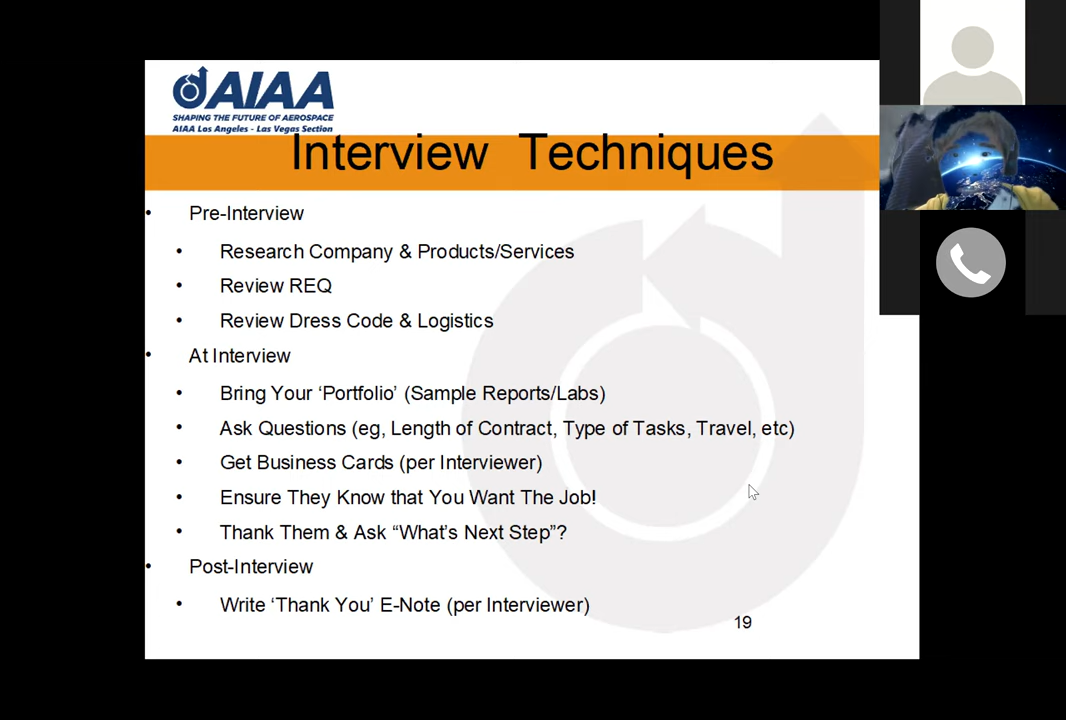 AIAA
SHAPING THE FUTURE OF AEROSPACE
AIAA Los Angeles - Las Vegas Section
Interview Techniques
• Pre-Interview
• Research Company & Products/Services
• Review REQ
• Review Dress Code & Logistics
• At Interview
• Bring Your ‘Portfolio’ (Sample Reports/Labs)
• Ask Questions (eg, Length of Contract, Type of Tasks, Travel, etc)
• Get Business Cards (per Interviewer)
• Ensure They Know that You Want The Job!
• Thank Them & Ask “What’s Next Step”?
• Post-Interview
• Write ‘Thank You’ E-Note (per Interviewer)
19